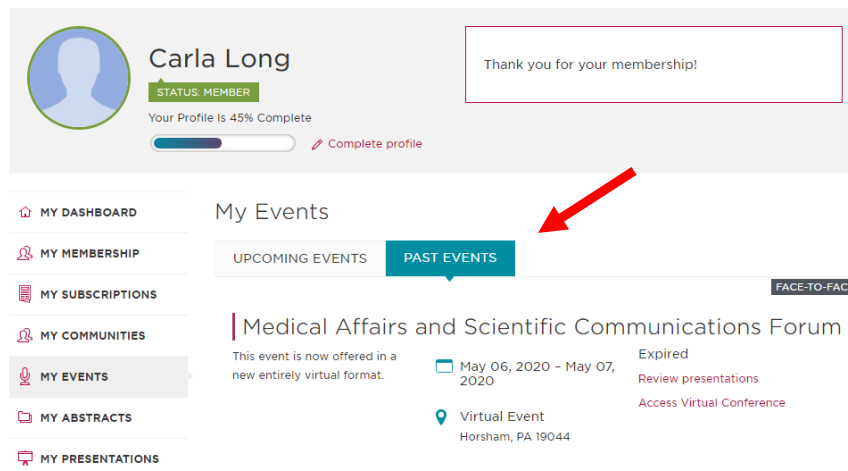 Carla Long
STATUS: MEMBER
Your Profile Is 45% Complete
Complete profile
Thank you for your membership!
MY DASHBOARD
MY MEMBERSHIP
MY SUBSCRIPTIONS
MY COMMUNITIES
MY EVENTS
MY ABSTRACTS
MY PRESENTATIONS
My Events
UPCOMING EVENTS
PAST EVENTS
FACE-TO-FAC
Medical Affairs and Scientific Communications Forum
This event is now offered in a
new entirely virtual format.
May 06, 2020 – May 07,
2020
Virtual Event
Horsham, PA 19044
Expired
Review presentations
Access Virtual Conference